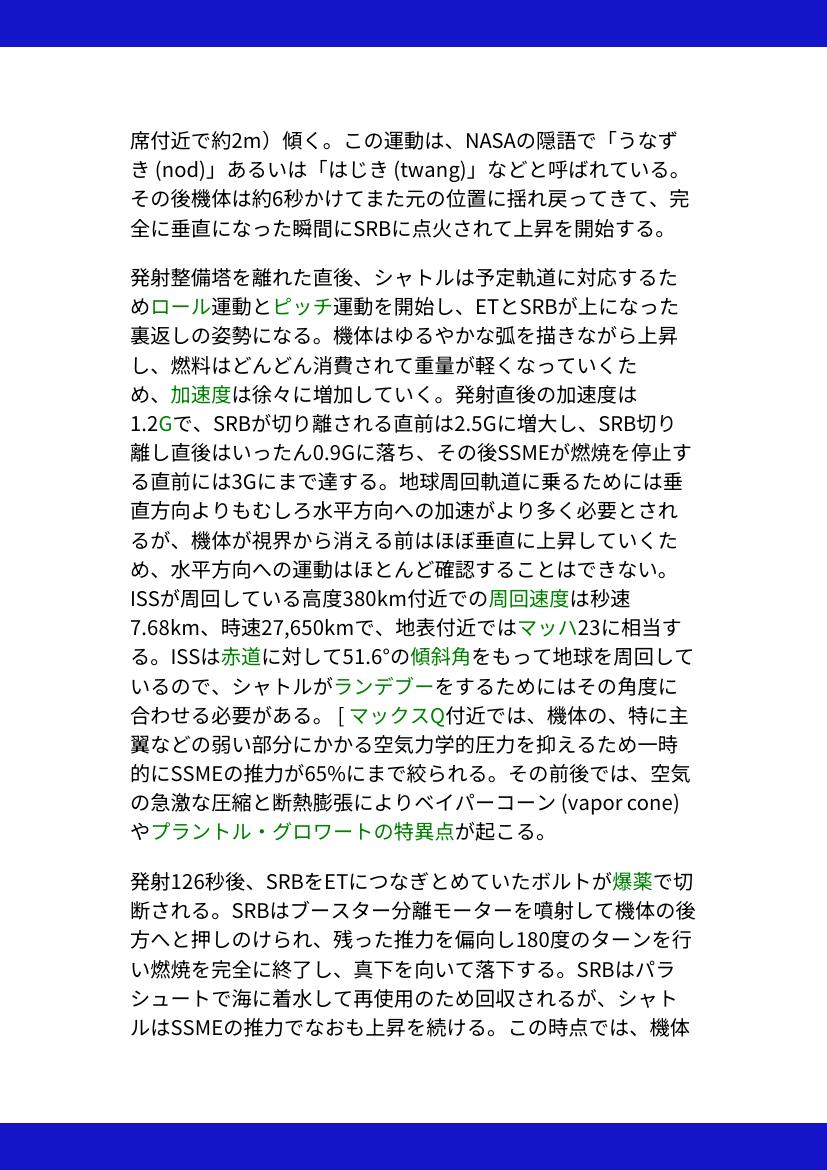 席付近で約2m）傾く。この運動は、NASAの隠語で「うなず
き (nod)」あるいは「はじき (twang)」などと呼ばれている。
その後機体は約6秒かけてまた元の位置に揺れ戻ってきて、完
全に垂直になった瞬間にSRBに点火されて上昇を開始する。
発射整備塔を離れた直後、シャトルは予定軌道に対応するた
めロール運動とピッチ運動を開始し、ETとSRBが上になった
裏返しの姿勢になる。機体はゆるやかな弧を描きながら上昇
し、燃料はどんどん消費されて重量が軽くなっていくた
め、加速度は徐々に増加していく。発射直後の加速度は
1.2Gで、SRBが切り離される直前は2.5Gに増大し、SRB切り
離し直後はいったん0.9Gに落ち、その後SSMEが燃焼を停止す
る直前には3Gにまで達する。地球周回軌道に乗るためには垂
直方向よりもむしろ水平方向への加速がより多く必要とされ
るが、機体が視界から消える前はほぼ垂直に上昇していくた
め、水平方向への運動はほとんど確認することはできない。
ISSが周回している高度380km付近での周回速度は秒速
7.68km、時速27,650kmで、地表付近ではマッハ23に相当す
る。ISSは赤道に対して51.6°の傾斜角をもって地球を周回して
いるので、シャトルがランデブーをするためにはその角度に
合わせる必要がある。 [ マックスQ付近では、機体の、特に主
翼などの弱い部分にかかる空気力学的圧力を抑えるため一時
的にSSMEの推力が65%にまで絞られる。その前後では、空気
の急激な圧縮と断熱膨張によりベイパーコーン (vapor cone)
やプラントル・グロワートの特異点が起こる。
発射126秒後、SRBをETにつなぎとめていたボルトが爆薬で切
断される。SRBはブースター分離モーターを噴射して機体の後
方へと押しのけられ、残った推力を偏向し180度のターンを行
い燃焼を完全に終了し、真下を向いて落下する。SRBはパラ
シュートで海に着水して再使用のため回収されるが、シャト
ルはSSMEの推力でなおも上昇を続ける。この時点では、機体